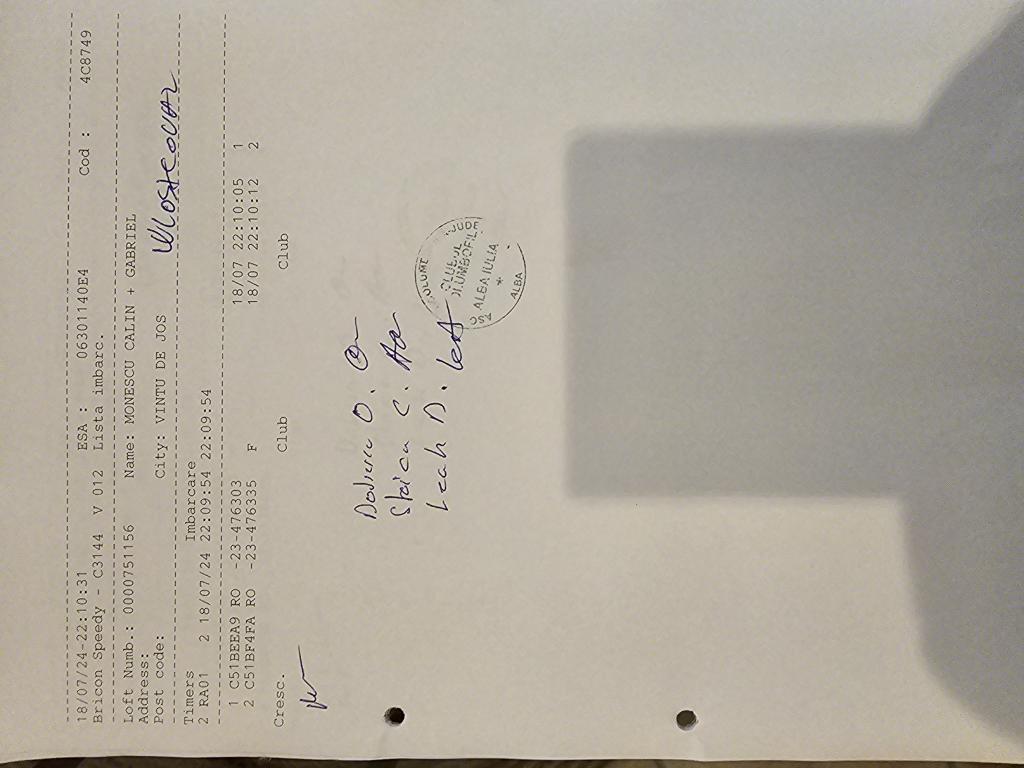 18/07/24-22:10:31 ESA : 06301140E4 Cod : 4C8749
Bricon Speedy - C3144 V 012 Lista imbarc.
Loft Numb.: 0000751156 Name: MONESCU CALIN + GABRIEL
Address:
Post code: City: VINTU DE JOS
Timers Imbarcare
2 RA01 2 18/07/24 22:09:54 22:09:54
1 C51BEEA9 RO -23-476303 18/07 22:10:05 1
2 C51BF4FA RO -23-476335 F 18/07 22:10:12 2
Cresc. Club Club
O.
Staicu C.
Leah D.
ALBA IULIA
*
ALBA